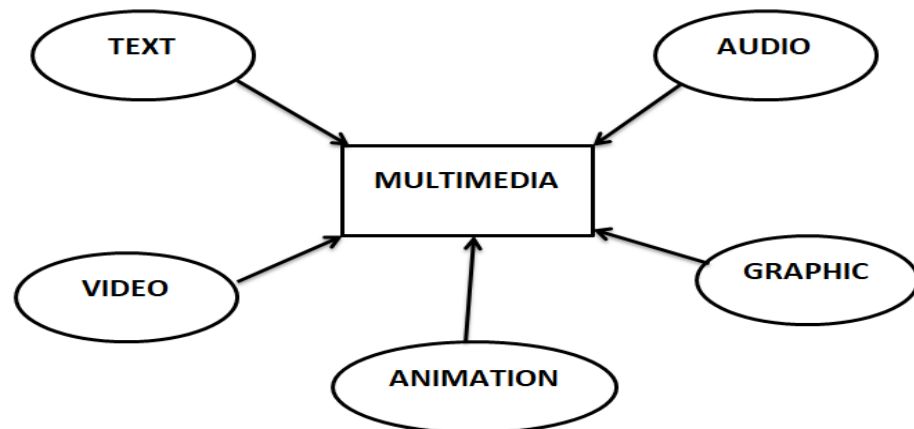 TEXT
AUDIO
MULTIMEDIA
VIDEO
GRAPHIC
ANIMATION